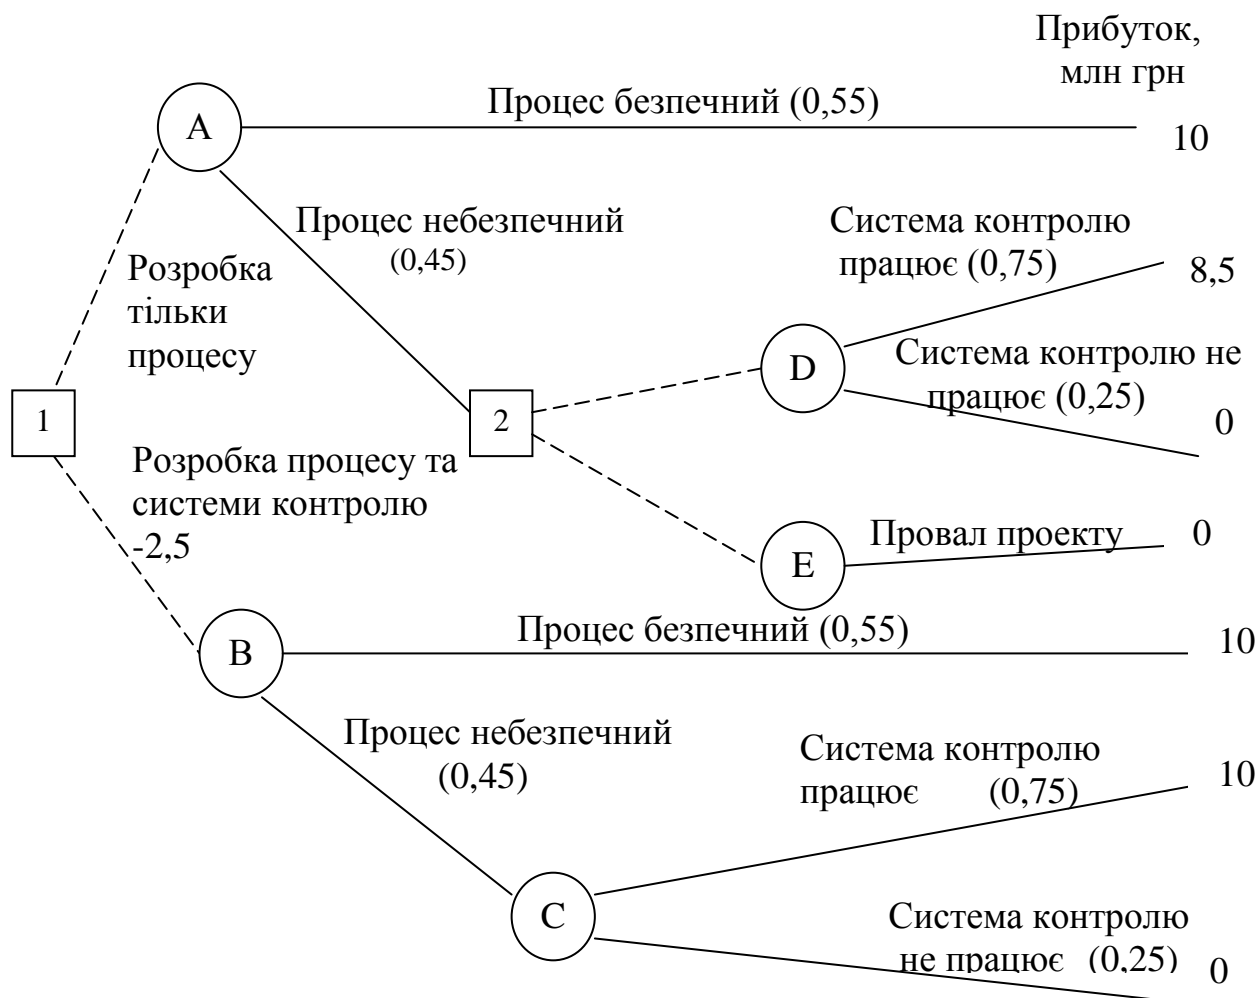 Прибуток,
млн грн
Процес безпечний (0,55)
A
10
Процес небезпечний
(0,45)
Система контролю
працює (0,75)
8,5
Розробка
тільки
процесу
D
Система контролю не
працює (0,25)
0
1
2
Розробка процесу та
системи контролю
-2,5
E
Провал проекту
0
Процес безпечний (0,55)
10
B
Процес небезпечний
(0,45)
Система контролю
працює (0,75)
10
C
Система контролю
не працює (0,25)
0